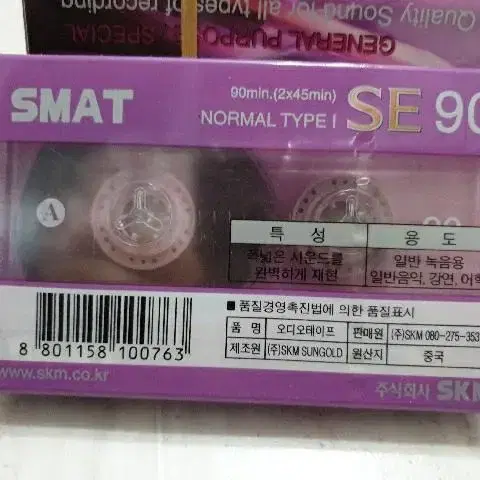 Quality Sound for all types of recording
GENERAL PURPOSE / SPECIAL
SMAT
90min.(2x45min)
NORMAL TYPE I
SE 90
A
특 성
용 도
폭넓은 사운드를
완벽하게 재현
일반 녹음용
일반음악, 강연, 어학
■ 품질경영촉진법에 의한 품질표시
품 명 오디오테이프 판매원 (주)SKM 080-275-353
제조원 (주)SKM SUNGOLD 원산지 중국
8 801158 100763
www.skm.co.kr
주식회사 SKM